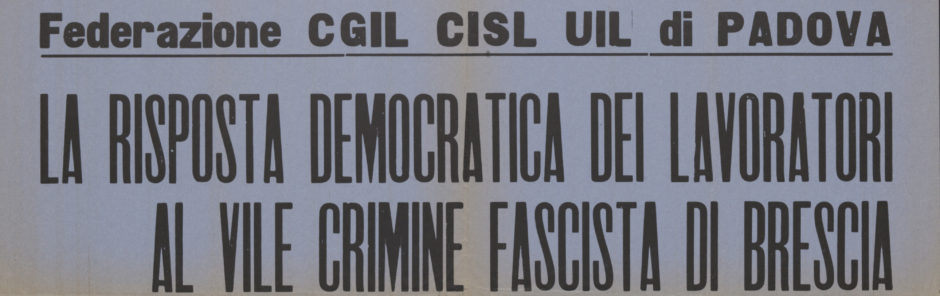 Federazione CGIL CISL UIL di PADOVA
LA RISPOSTA DEMOCRATICA DEI LAVORATORI
AL VILE CRIMINE FASCISTA DI BRESCIA